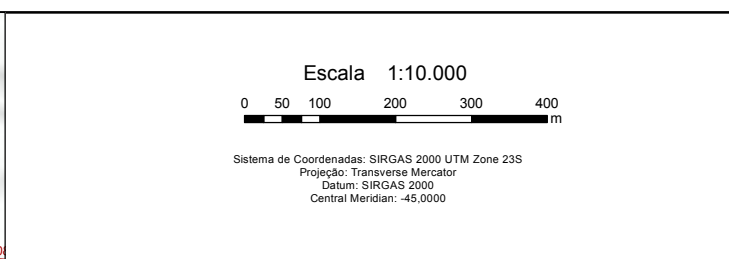 Escala 1:10.000
0 50 100 200 300 400
m
Sistema de Coordenadas: SIRGAS 2000 UTM Zone 23S
Projeção: Transverse Mercator
Datum: SIRGAS 2000
Central Meridian: -45,0000